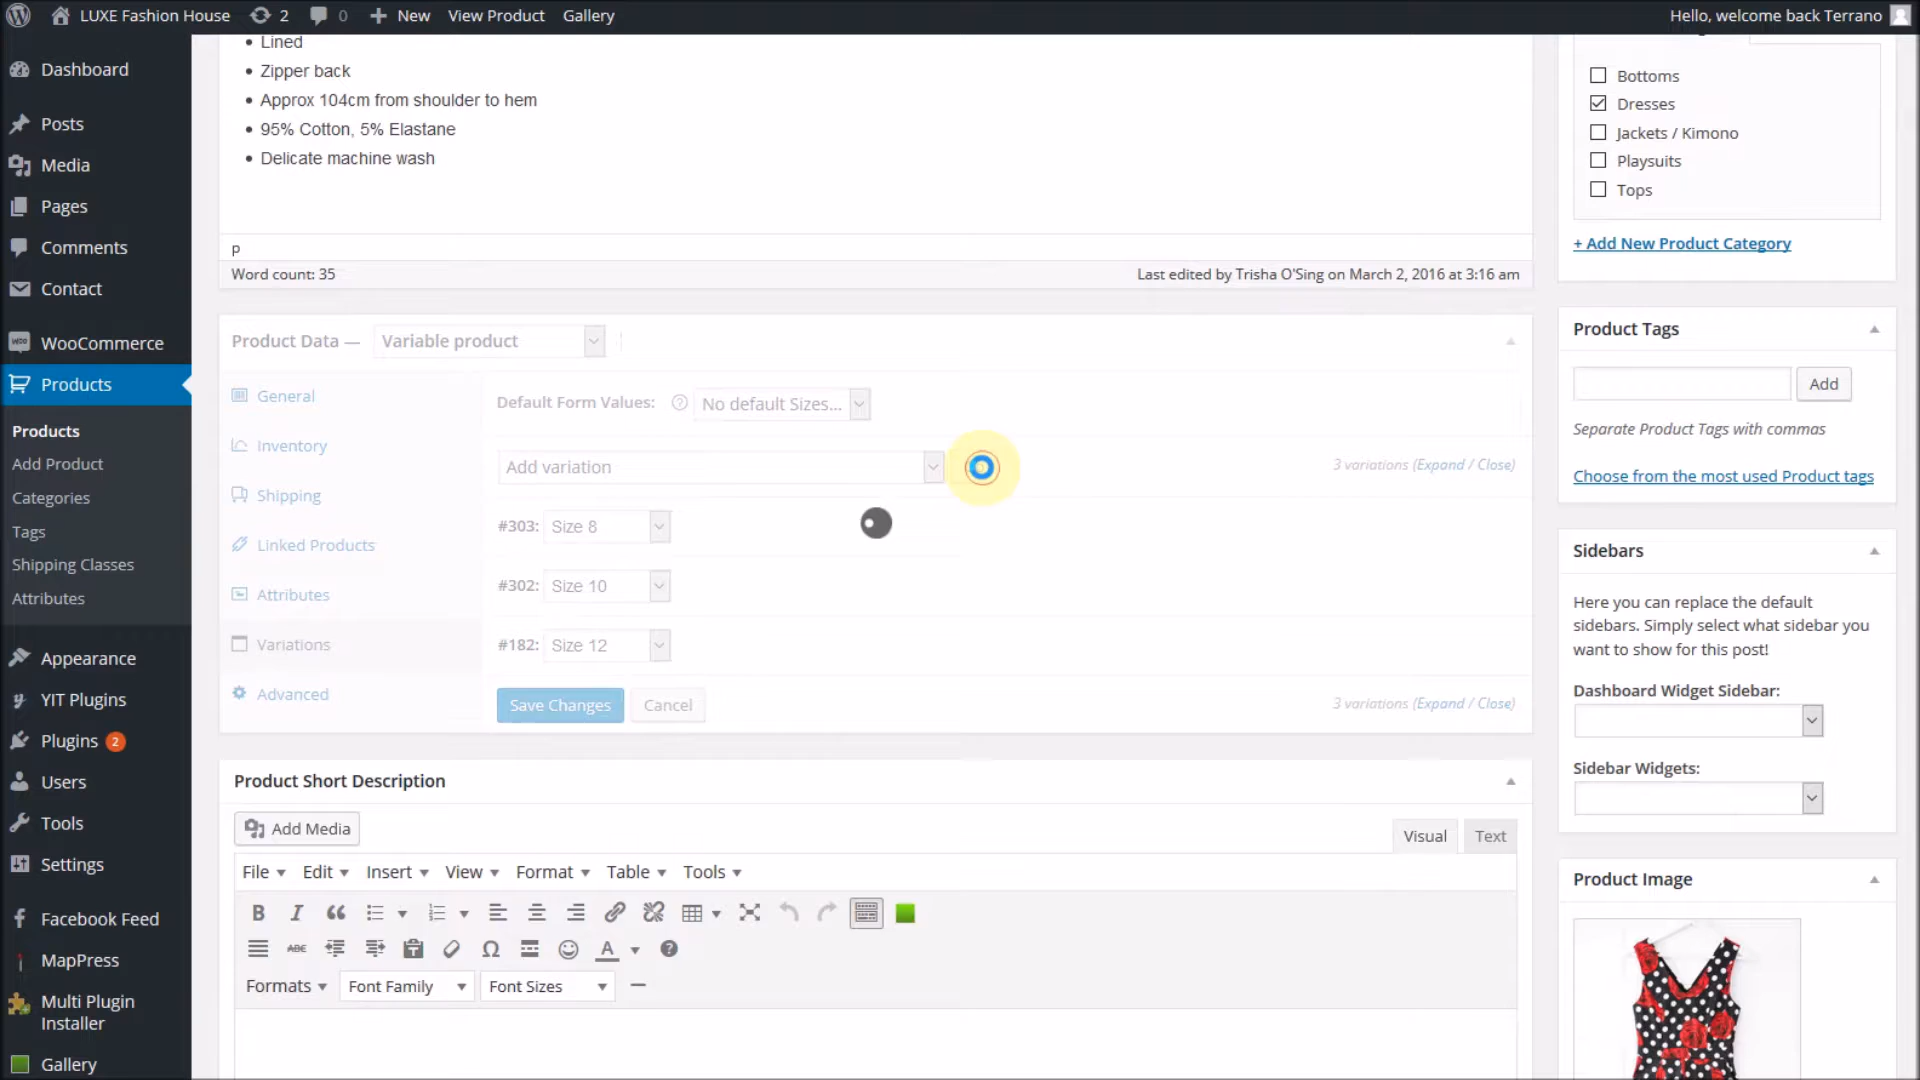 LUXE Fashion House 2 0 New View Product Gallery Hello, welcome back Terrano
Dashboard
Posts
Media
Pages
Comments
Contact
WooCommerce
Products
Products
Add Product
Categories
Tags
Shipping Classes
Attributes
Appearance
YIT Plugins
Plugins 2
Users
Tools
Settings
Facebook Feed
MapPress
Multi Plugin
Installer
Gallery
Lined
Zipper back
Approx 104cm from shoulder to hem
95% Cotton, 5% Elastane
Delicate machine wash
p
Word count: 35 Last edited by Trisha O'Sing on March 2, 2016 at 3:16 am
Product Data — Variable product
General
Inventory
Shipping
Linked Products
Attributes
Variations
Advanced
Default Form Values: ? No default Sizes...
Add variation 3 variations (Expand / Close)
#303: Size 8
#302: Size 10
#182: Size 12
Save Changes Cancel 3 variations (Expand / Close)
Product Short Description
Add Media Visual Text
File Edit Insert View Format Table Tools
B I
ABC Ω A ?
Formats Font Family Font Sizes
Bottoms
Dresses
Jackets / Kimono
Playsuits
Tops
+ Add New Product Category
Product Tags
Add
Separate Product Tags with commas
Choose from the most used Product tags
Sidebars
Here you can replace the default
sidebars. Simply select what sidebar you
want to show for this post!
Dashboard Widget Sidebar:
Sidebar Widgets:
Product Image